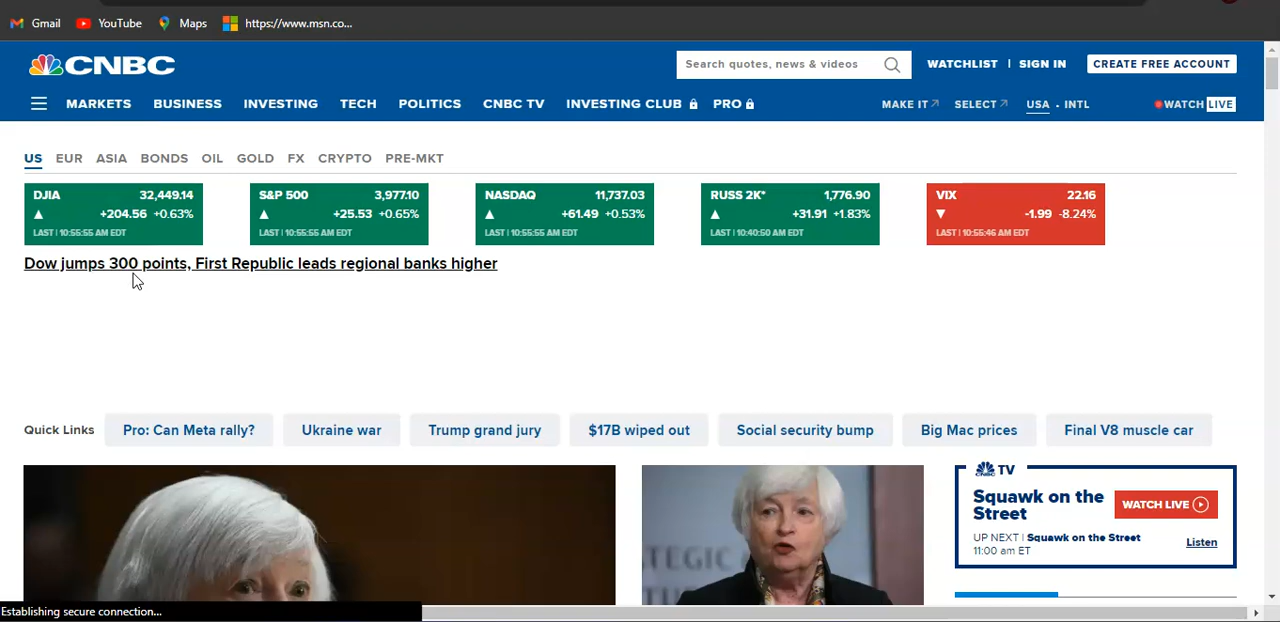 Gmail YouTube Maps https://www.msn.co...
CNBC Search quotes, news & videos WATCHLIST | SIGN IN CREATE FREE ACCOUNT
MARKETS BUSINESS INVESTING TECH POLITICS CNBC TV INVESTING CLUB PRO MAKE IT SELECT USA • INTL WATCH LIVE
US EUR ASIA BONDS OIL GOLD FX CRYPTO PRE-MKT
DJIA 32,449.14
+204.56 +0.63%
LAST | 10:55:55 AM EDT
S&P 500 3,977.10
+25.53 +0.65%
LAST | 10:55:55 AM EDT
NASDAQ 11,737.03
+61.49 +0.53%
LAST | 10:55:55 AM EDT
RUSS 2K* 1,776.90
+31.91 +1.83%
LAST | 10:40:50 AM EDT
VIX 22.16
-1.99 -8.24%
LAST | 10:55:46 AM EDT
Dow jumps 300 points, First Republic leads regional banks higher
Quick Links Pro: Can Meta rally? Ukraine war Trump grand jury $17B wiped out Social security bump Big Mac prices Final V8 muscle car
CNBC TV
Squawk on the
Street
WATCH LIVE
UP NEXT | Squawk on the Street
11:00 am ET
Listen
Establishing secure connection...